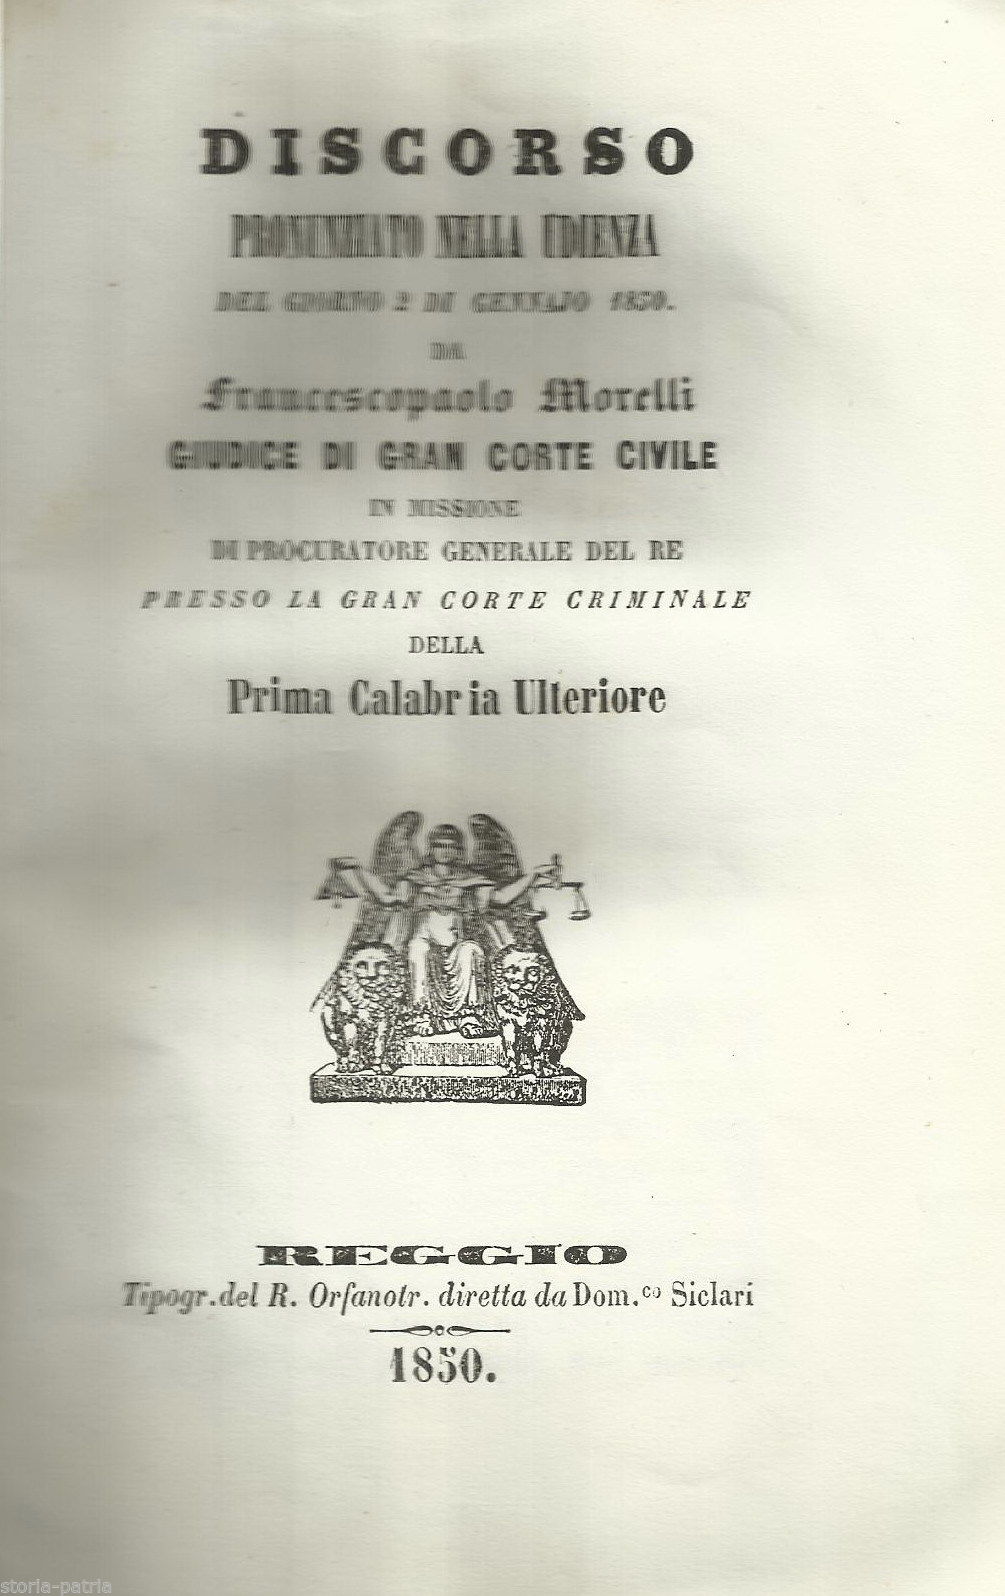 DISCORSO
PRONUNZIATO NELLA UDIENZA
DEL GIORNO 2 DI GENNAJO 1850.
DA
Francescopaolo Morelli
GIUDICE DI GRAN CORTE CIVILE
IN MISSIONE
DI PROCURATORE GENERALE DEL RE
PRESSO LA GRAN CORTE CRIMINALE
DELLA
Prima Calabria Ulteriore
REGGIO
Tipogr. del R. Orfanotr. diretta da Dom.co Siclari
1850.
storia-patria